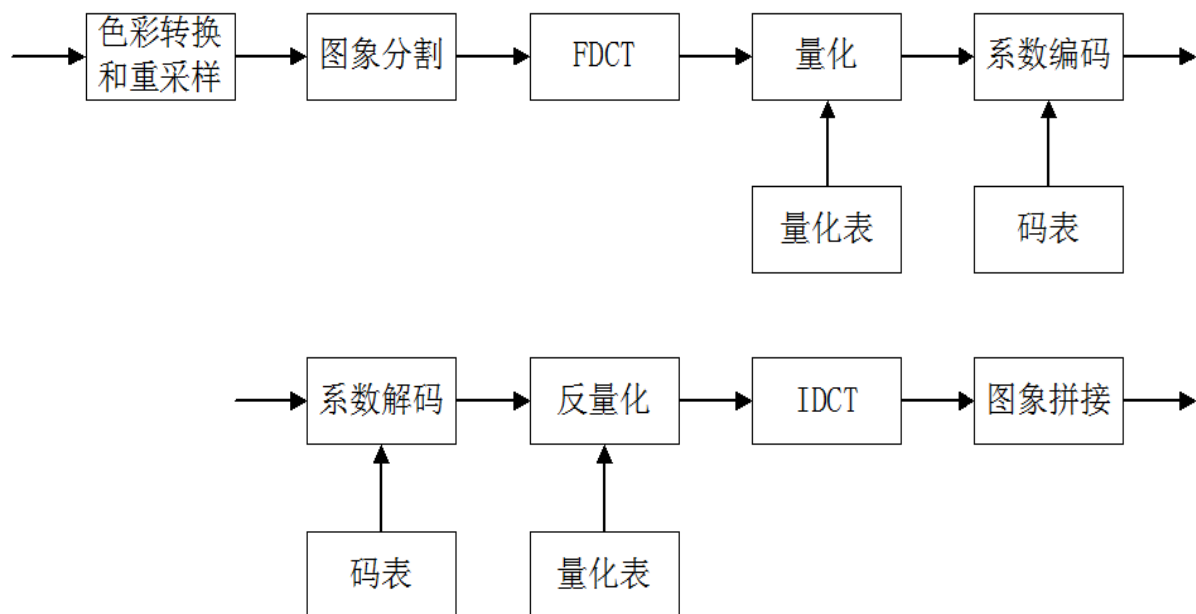 色彩转换
和重采样
图象分割
FDCT
量化
系数编码
量化表
码表
系数解码
反量化
IDCT
图象拼接
码表
量化表